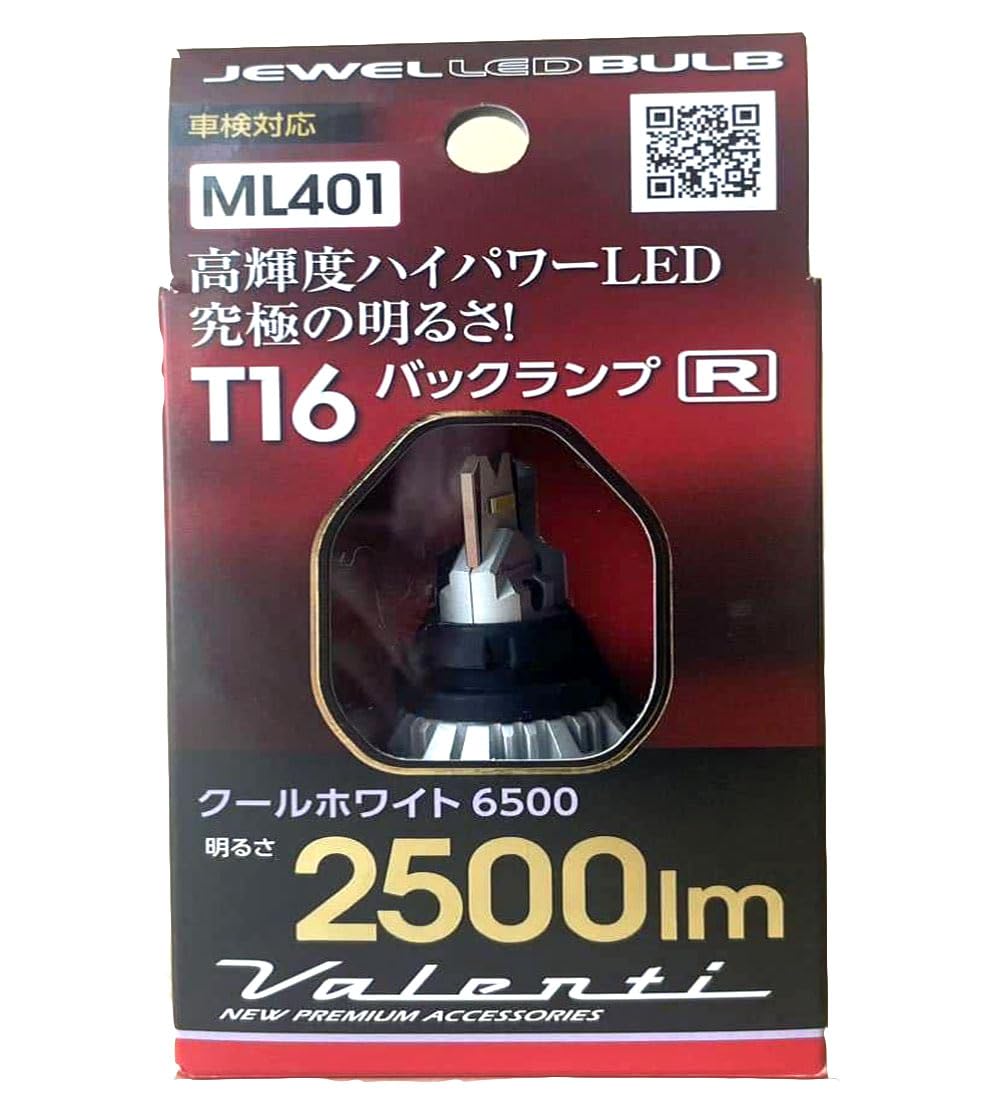 JEWEL LED BULB
車検対応
ML401
高輝度ハイパワーLED
究極の明るさ!
T16 バックランプ R
クールホワイト 6500
明るさ 2500lm
Valenti
NEW PREMIUM ACCESSORIES